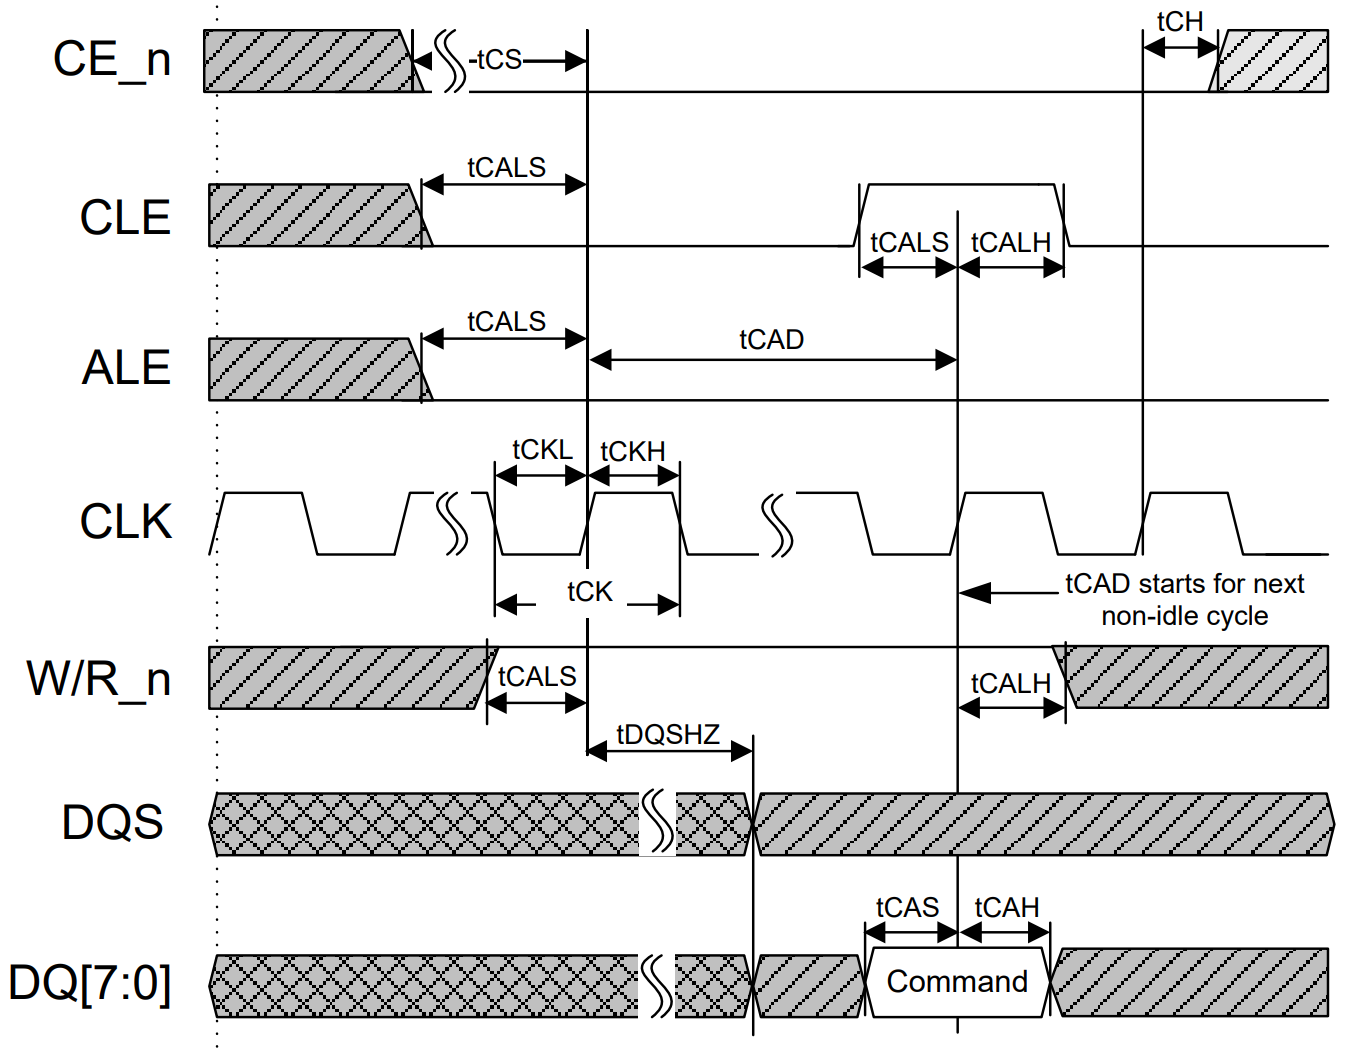 tCH
CE_n
tCS
tCALS
CLE
tCALS
tCALH
tCALS
tCAD
ALE
tCKL
tCKH
CLK
tCK
tCAD starts for next
non-idle cycle
W/R_n
tCALS
tCALH
tDQSHZ
DQS
tCAS
tCAH
DQ[7:0]
Command